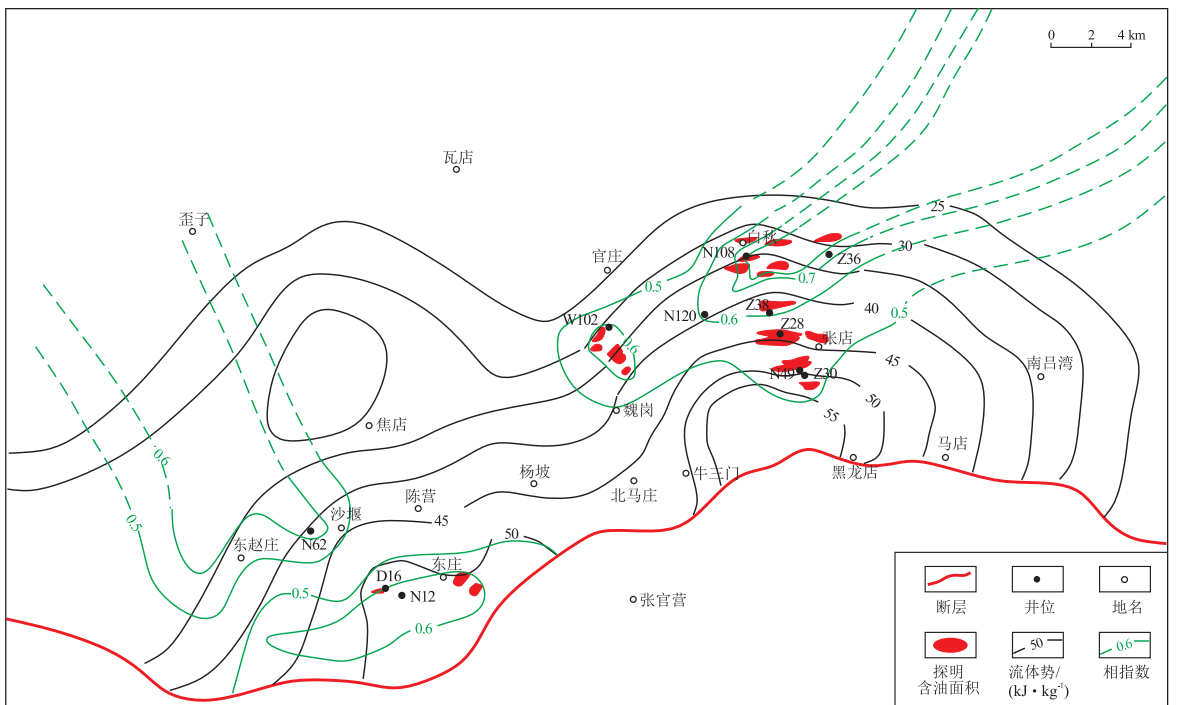 0 2 4 km
瓦店
25
歪子
白秋
30
N108
Z36
官庄
0.7
0.5
Z38
40
W102
N120
0.6
0.5
Z28
张店
0.6
45
南吕湾
N49
Z30
50
魏岗
55
焦店
0.6
马店
杨坡
牛三门
黑龙店
陈营
北马庄
0.5
沙堰
45
50
东赵庄
N62
东庄
D16
0.5
N12
张官营
0.6
断层
井位
地名
50
0.6
探明
含油面积
流体势/
(kJ·kg⁻¹)
相指数